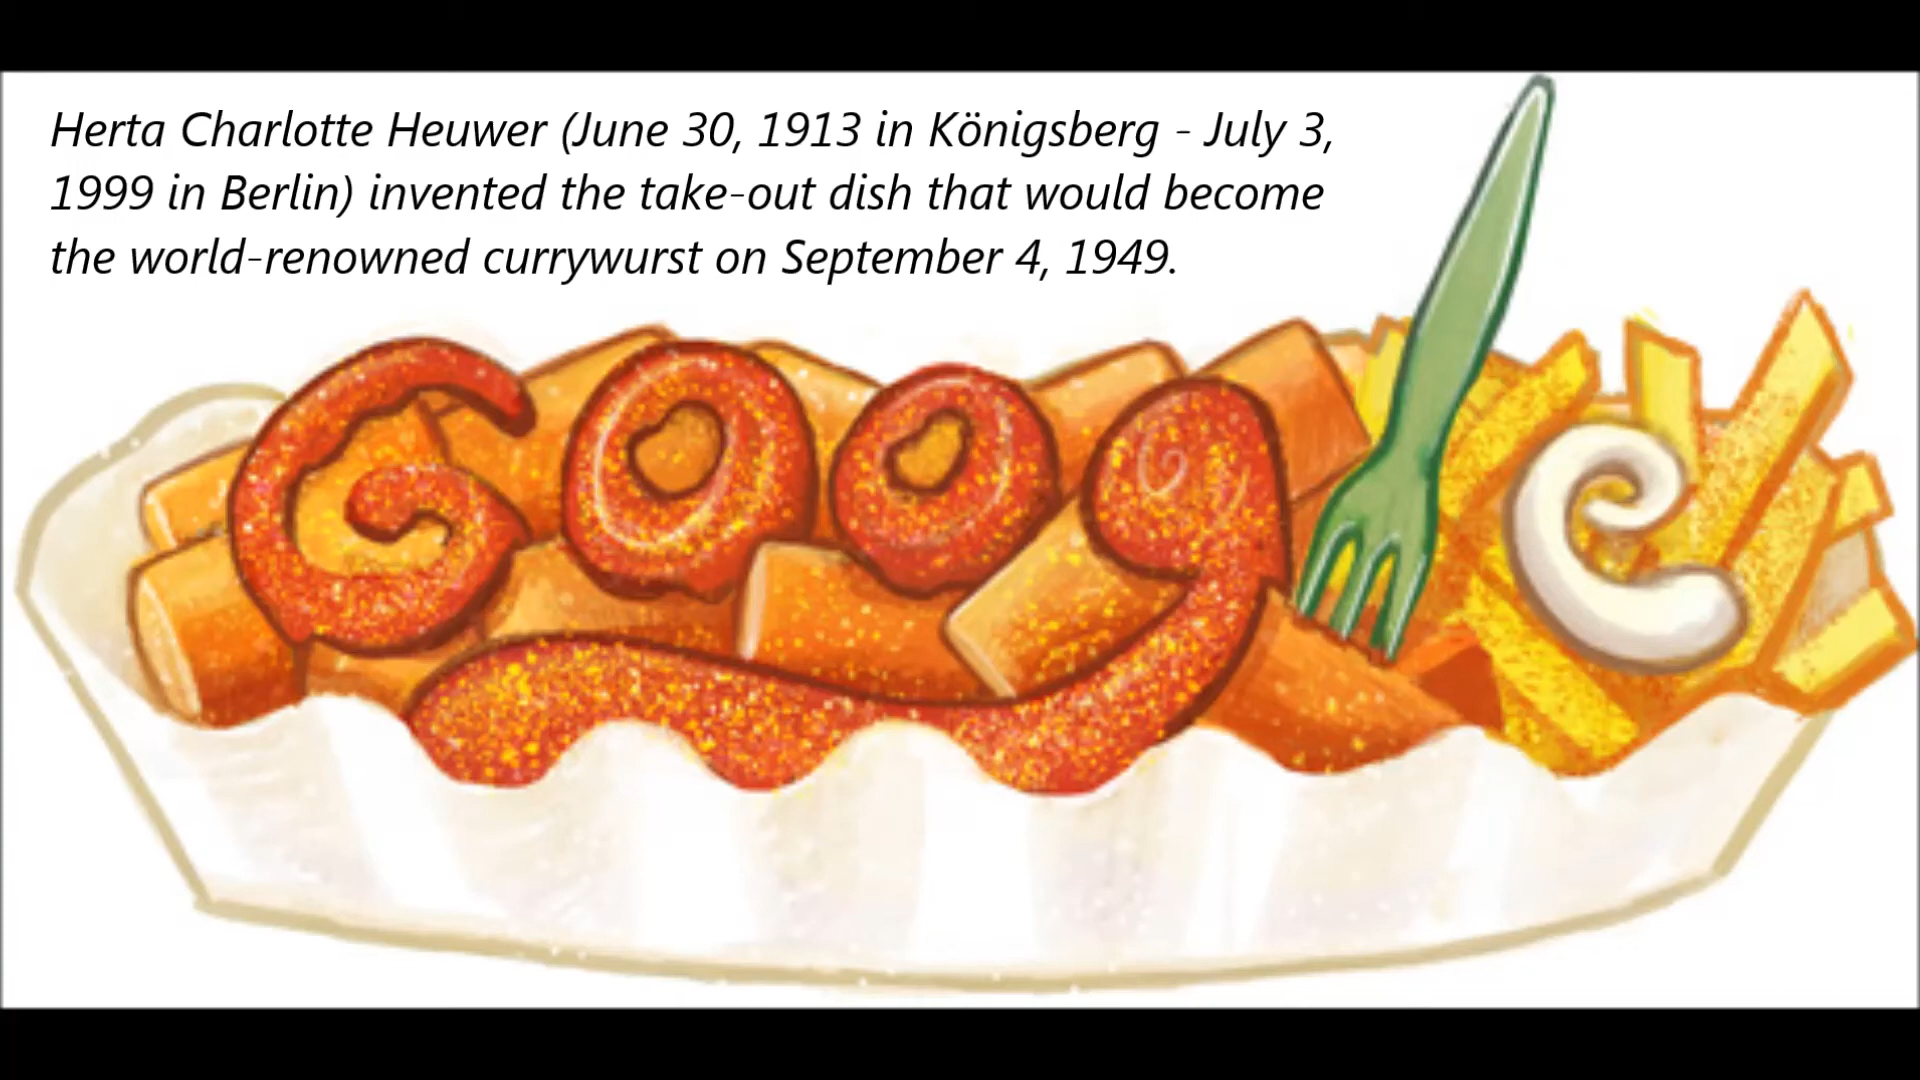 Herta Charlotte Heuwer (June 30, 1913 in Königsberg - July 3,
1999 in Berlin) invented the take-out dish that would become
the world-renowned currywurst on September 4, 1949.
Google